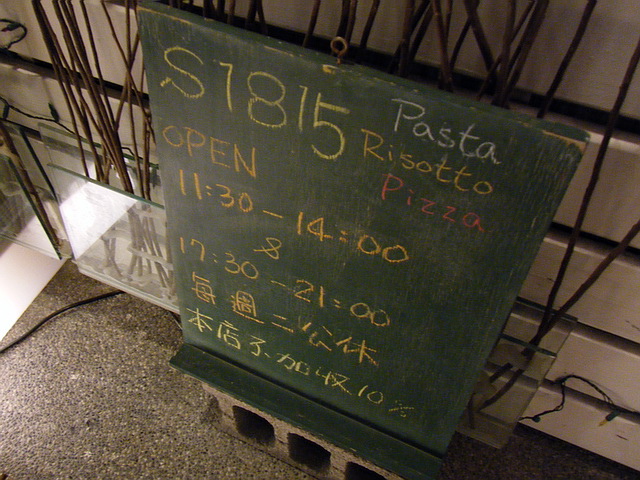 S1815
Pasta
Risotto
Pizza
OPEN
11:30-14:00
&
17:30-21:00
每週二公休
本店不加收10%